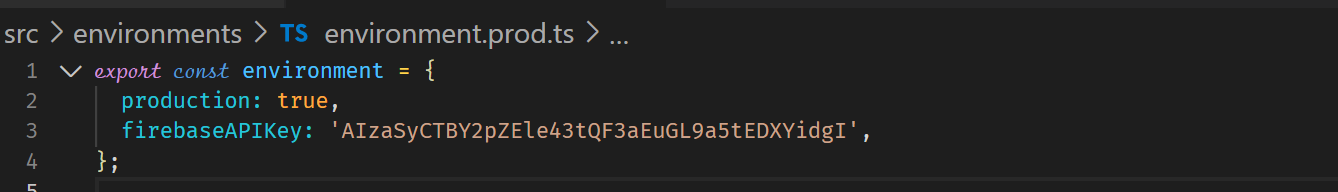 src > environments > TS environment.prod.ts > ...
1 export const environment = {
2 production: true,
3 firebaseAPIKey: 'AIzaSyCTBY2pZEle43tQF3aEuGL9a5tEDXYidgI',
4 };
5